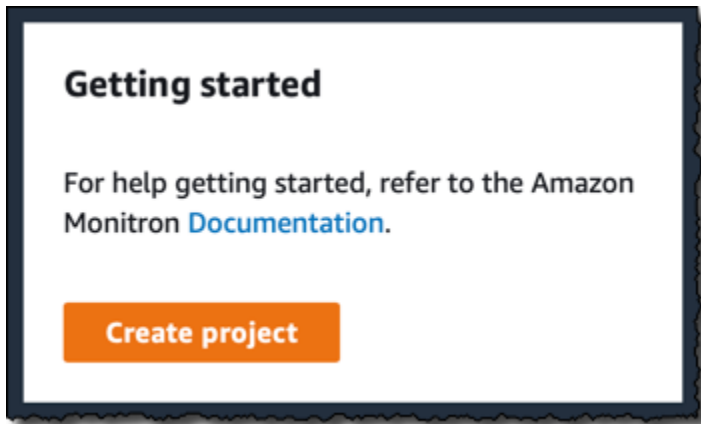 Getting started
For help getting started, refer to the Amazon
Monitron Documentation.
Create project